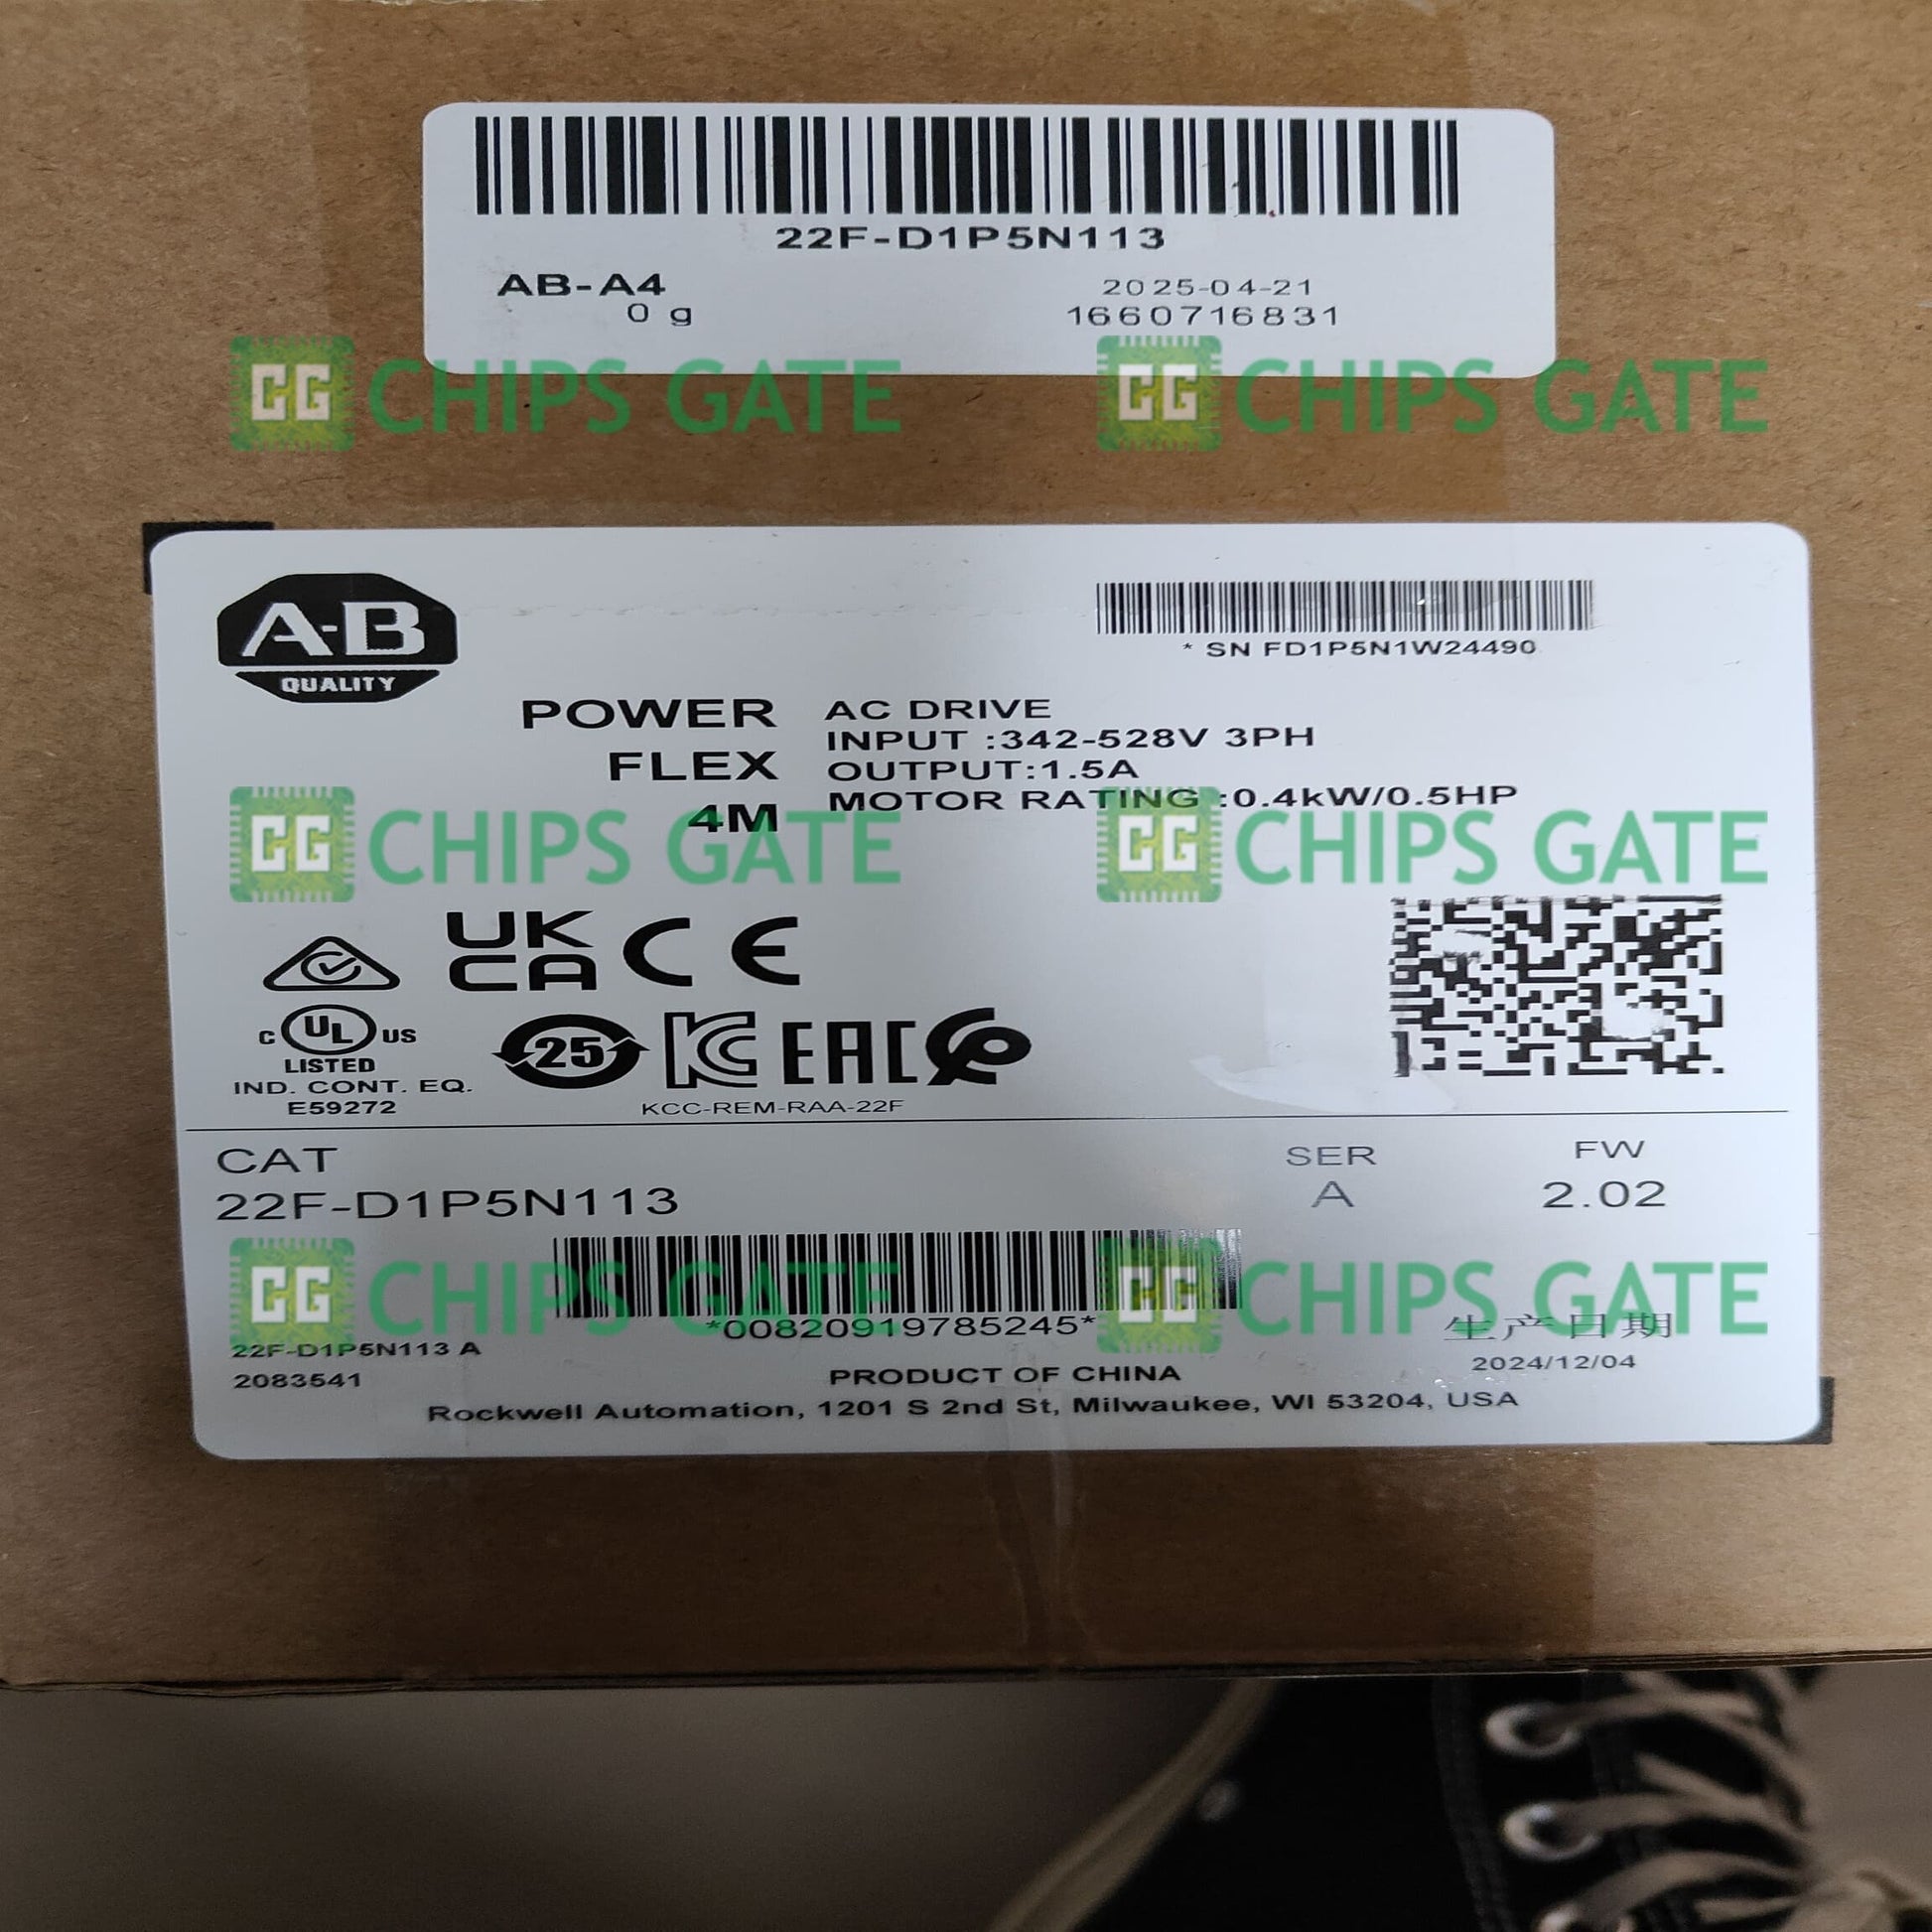 22F-D1P5N113
AB-A4
0 g
2025-04-21
1660716831
CG CHIPS GATE
CG CHIPS GATE
A-B
QUALITY
* SN FD1P5N1W24490
POWER
FLEX
4M
AC DRIVE
INPUT :342-528V 3PH
OUTPUT:1.5A
MOTOR RATING :0.4kW/0.5HP
CG CHIPS GATE
CG CHIPS GATE
UK
CA
CE
C UL US
LISTED
IND. CONT. EQ.
E59272
25
KC
EAC
KCC-REM-RAA-22F
CAT
22F-D1P5N113
SER
A
FW
2.02
CG CHIPS GATE
CG CHIPS GATE
*00820919785245*
22F-D1P5N113 A
2083541
生产日期
2024/12/04
PRODUCT OF CHINA
Rockwell Automation, 1201 S 2nd St, Milwaukee, WI 53204, USA